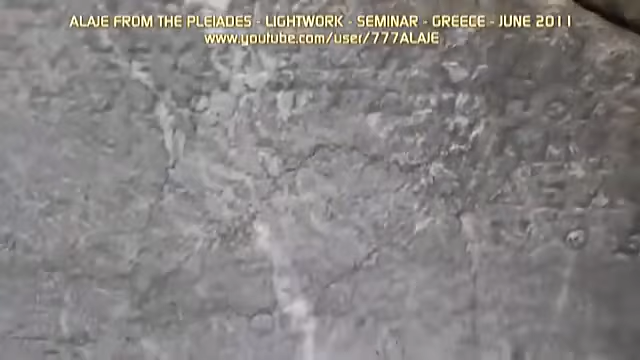 ALAJE FROM THE PLEIADES - LIGHTWORK - SEMINAR - GREECE - JUNE 2011
www.youtube.com/user/777ALAJE